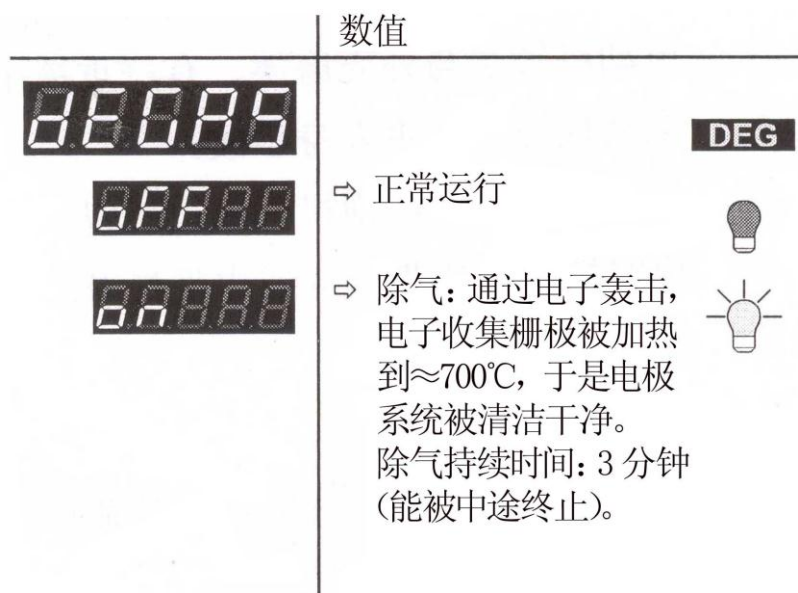 数值
dEGAS
DEG
oFF
⇨ 正常运行
on
⇨ 除气：通过电子轰击，
电子收集栅极被加热
到≈700℃，于是电极
系统被清洁干净。
除气持续时间：3 分钟
(能被中途终止)。